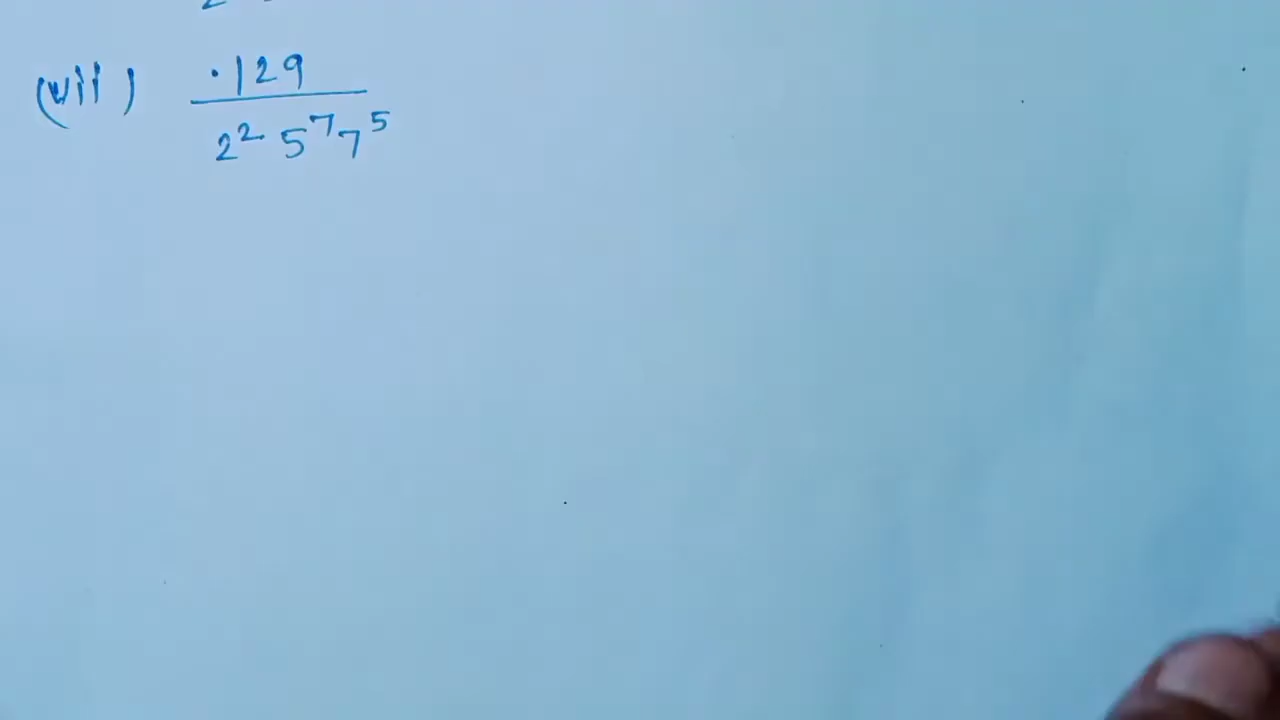 (vii) .129
2² 5⁷ 7⁵